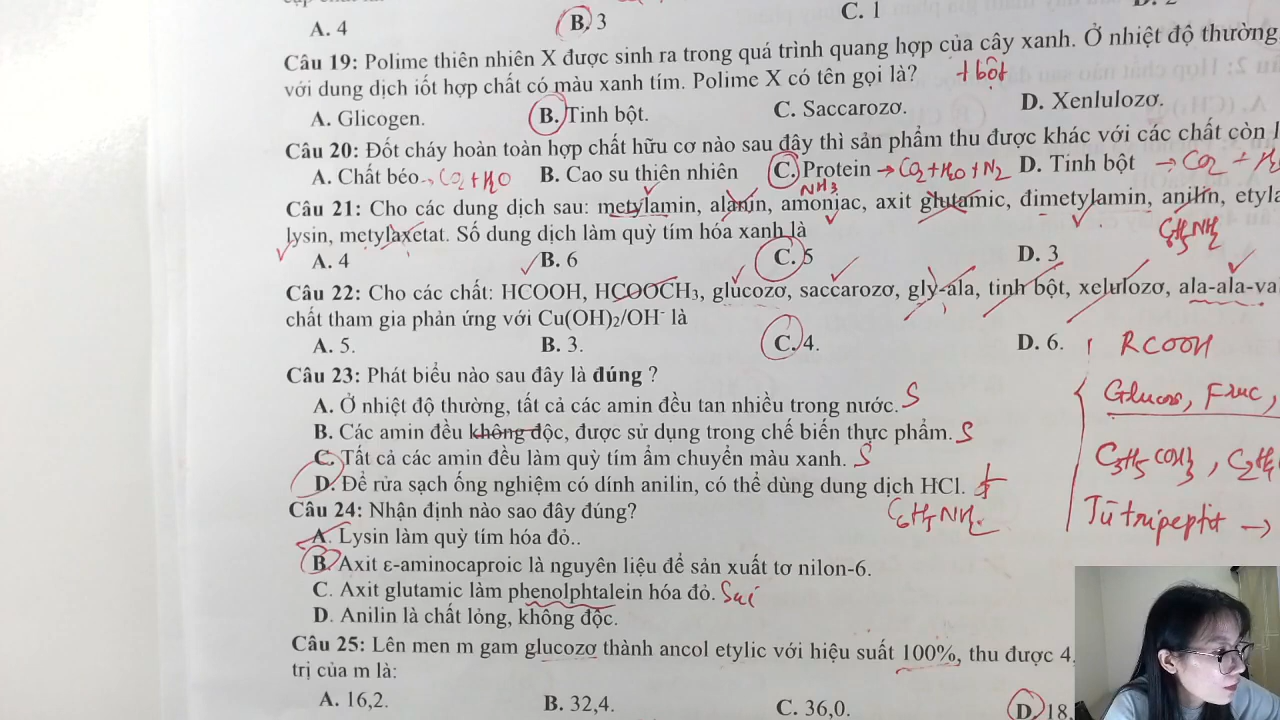 A. 4 B. 3 C. 1
Câu 19: Polime thiên nhiên X được sinh ra trong quá trình quang hợp của cây xanh. Ở nhiệt độ thường
với dung dịch iốt hợp chất có màu xanh tím. Polime X có tên gọi là? t bột
A. Glicogen. B. Tinh bột. C. Saccarozơ. D. Xenlulozơ.
Câu 20: Đốt cháy hoàn toàn hợp chất hữu cơ nào sau đây thì sản phẩm thu được khác với các chất còn
A. Chất béo → CO2 + H2O B. Cao su thiên nhiên C. Protein → CO2 + H2O + N2 D. Tinh bột → CO2 +
NH3
Câu 21: Cho các dung dịch sau: metylamin, alanin, amoniac, axit glutamic, đimetylamin, anilin,
lysin, metylaxetat. Số dung dịch làm quỳ tím hóa xanh là C6H5NH2
A. 4 B. 6 C. 5 D. 3
Câu 22: Cho các chất: HCOOH, HCOOCH3, glucozơ, saccarozơ, gly-ala, tinh bột, xelulozơ,
chất tham gia phản ứng với Cu(OH)2/OH- là
A. 5. B. 3. C. 4. D. 6. RCOOH
Câu 23: Phát biểu nào sau đây là đúng ?
A. Ở nhiệt độ thường, tất cả các amin đều tan nhiều trong nước. S Fruc,
B. Các amin đều không độc, được sử dụng trong chế biến thực phẩm. S
C. Tất cả các amin đều làm quỳ tím ẩm chuyển màu xanh. S
D. Để rửa sạch ống nghiệm có dính anilin, có thể dùng dung dịch HCl.
Câu 24: Nhận định nào sao đây đúng? C6H5NH2 Từ tripeptit →
A. Lysin làm quỳ tím hóa đỏ..
B. Axit ε-aminocaproic là nguyên liệu để sản xuất tơ nilon-6.
C. Axit glutamic làm phenolphtalein hóa đỏ. Sai
D. Anilin là chất lỏng, không độc.
Câu 25: Lên men m gam glucozơ thành ancol etylic với hiệu suất 100%, thu được 4,
trị của m là:
A. 16,2. B. 32,4. C. 36,0. D. 18,